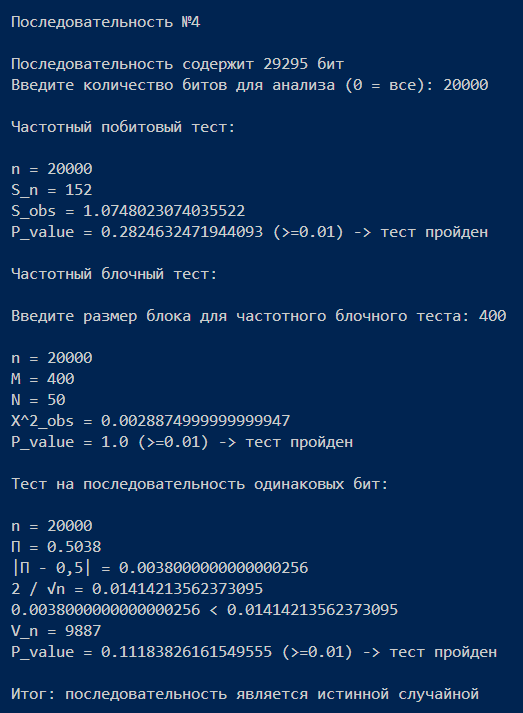 Последовательность №4
Последовательность содержит 29295 бит
Введите количество битов для анализа (0 = все): 20000
Частотный побитовый тест:
n = 20000
S_n = 152
S_obs = 1.0748023074035522
P_value = 0.2824632471944093 (>=0.01) -> тест пройден
Частотный блочный тест:
Введите размер блока для частотного блочного теста: 400
n = 20000
M = 400
N = 50
X^2_obs = 0.0028874999999999947
P_value = 1.0 (>=0.01) -> тест пройден
Тест на последовательность одинаковых бит:
n = 20000
П = 0.5038
|П - 0,5| = 0.0038000000000000256
2 / √n = 0.01414213562373095
0.0038000000000000256 < 0.01414213562373095
V_n = 9887
P_value = 0.11183826161549555 (>=0.01) -> тест пройден
Итог: последовательность является истинной случайной